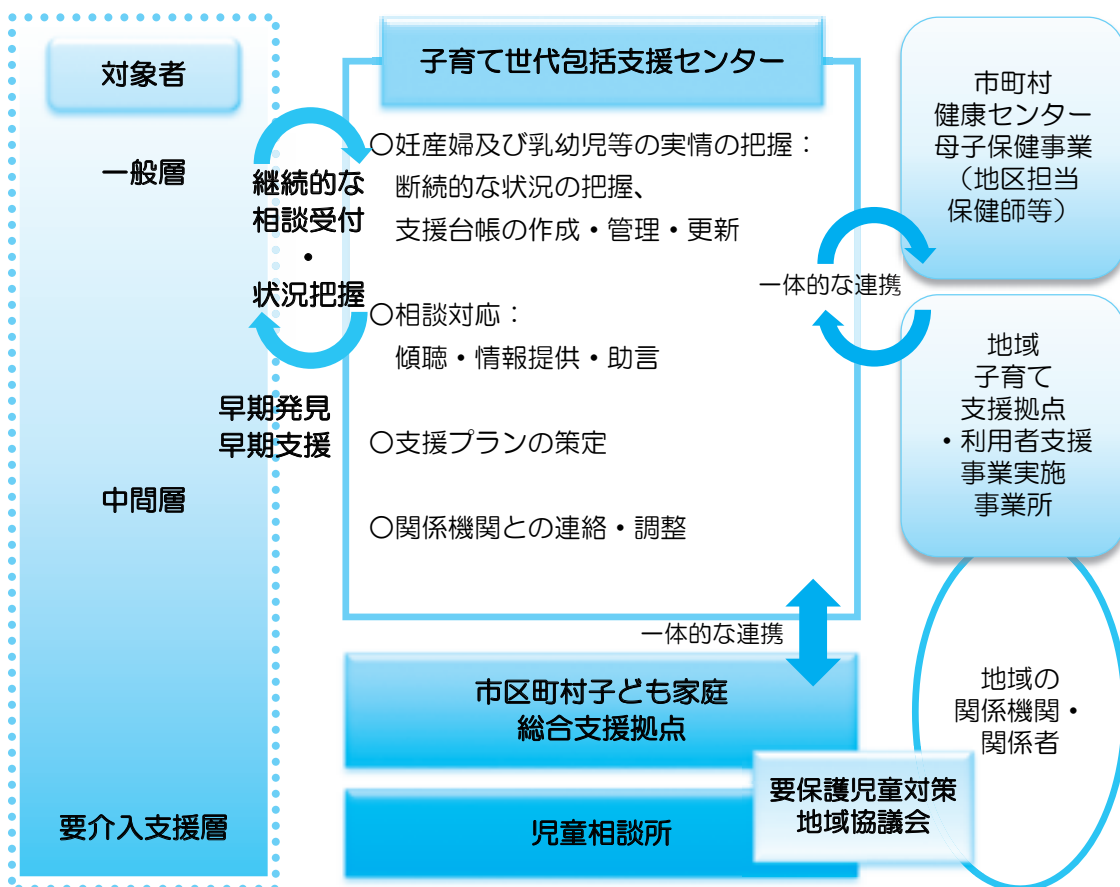 対象者
一般層
中間層
要介入支援層
継続的な
相談受付
・
状況把握
早期発見
早期支援
子育て世代包括支援センター
〇妊産婦及び乳幼児等の実情の把握：
断続的な状況の把握、
支援台帳の作成・管理・更新
〇相談対応：
傾聴・情報提供・助言
〇支援プランの策定
〇関係機関との連絡・調整
一体的な連携
市町村
健康センター
母子保健事業
（地区担当
保健師等）
地域
子育て
支援拠点
・利用者支援
事業実施
事業所
一体的な連携
市区町村子ども家庭
総合支援拠点
児童相談所
要保護児童対策
地域協議会
地域の
関係機関・
関係者